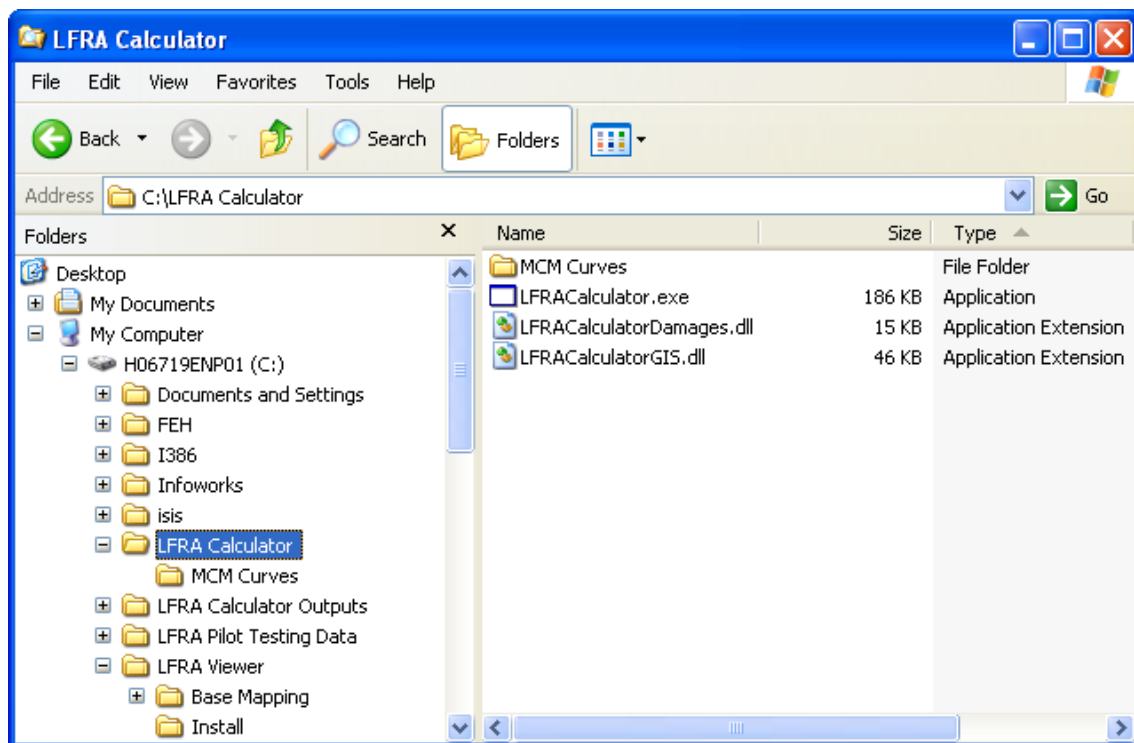 LFRA Calculator
File Edit View Favorites Tools Help
Back Search Folders
Address C:\LFRA Calculator Go
Folders X Name Size Type
Desktop
My Documents
My Computer
H06719ENP01 (C:)
Documents and Settings
FEH
I386
Infoworks
isis
LFRA Calculator
MCM Curves
LFRA Calculator Outputs
LFRA Pilot Testing Data
LFRA Viewer
Base Mapping
Install
MCM Curves File Folder
LFRACalculator.exe 186 KB Application
LFRACalculatorDamages.dll 15 KB Application Extension
LFRACalculatorGIS.dll 46 KB Application Extension